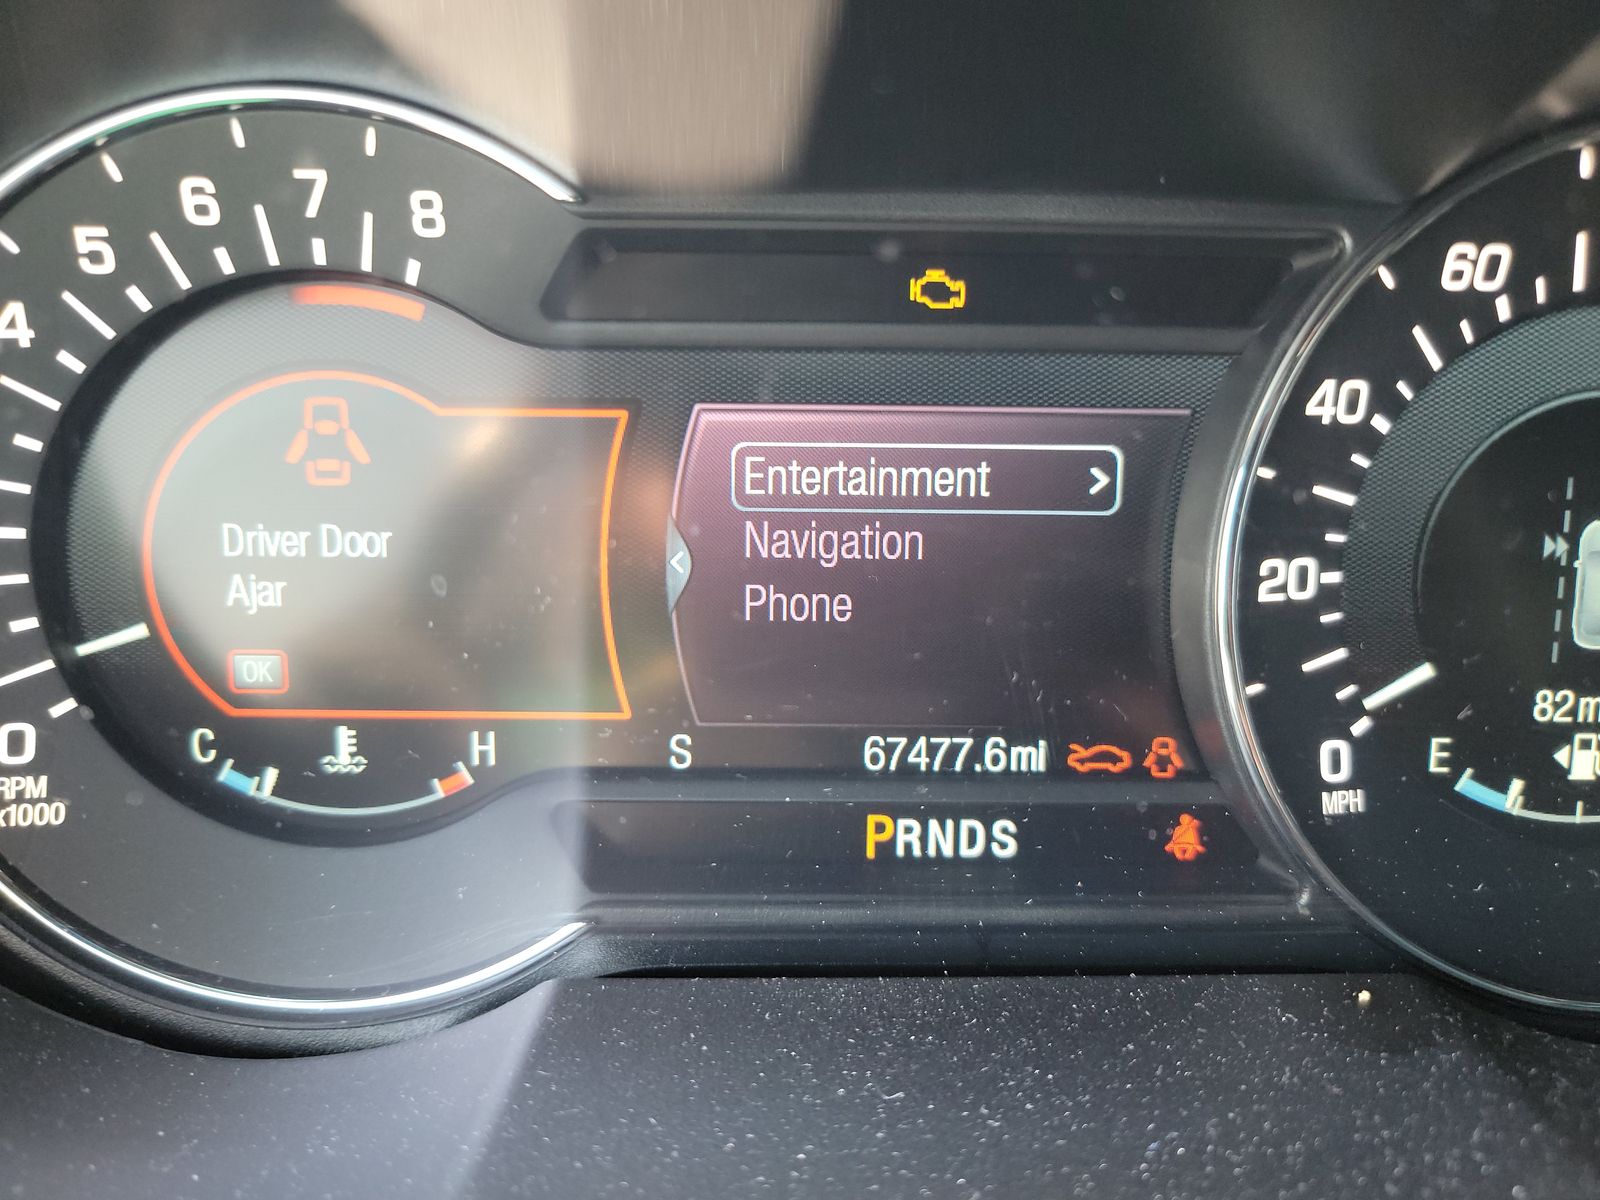 4
5
6
7
8
0
RPM
x1000
Driver Door
Ajar
OK
C
H
Entertainment
Navigation
Phone
S
67477.6mi
PRNDS
60
40
20
0
MPH
82m
E